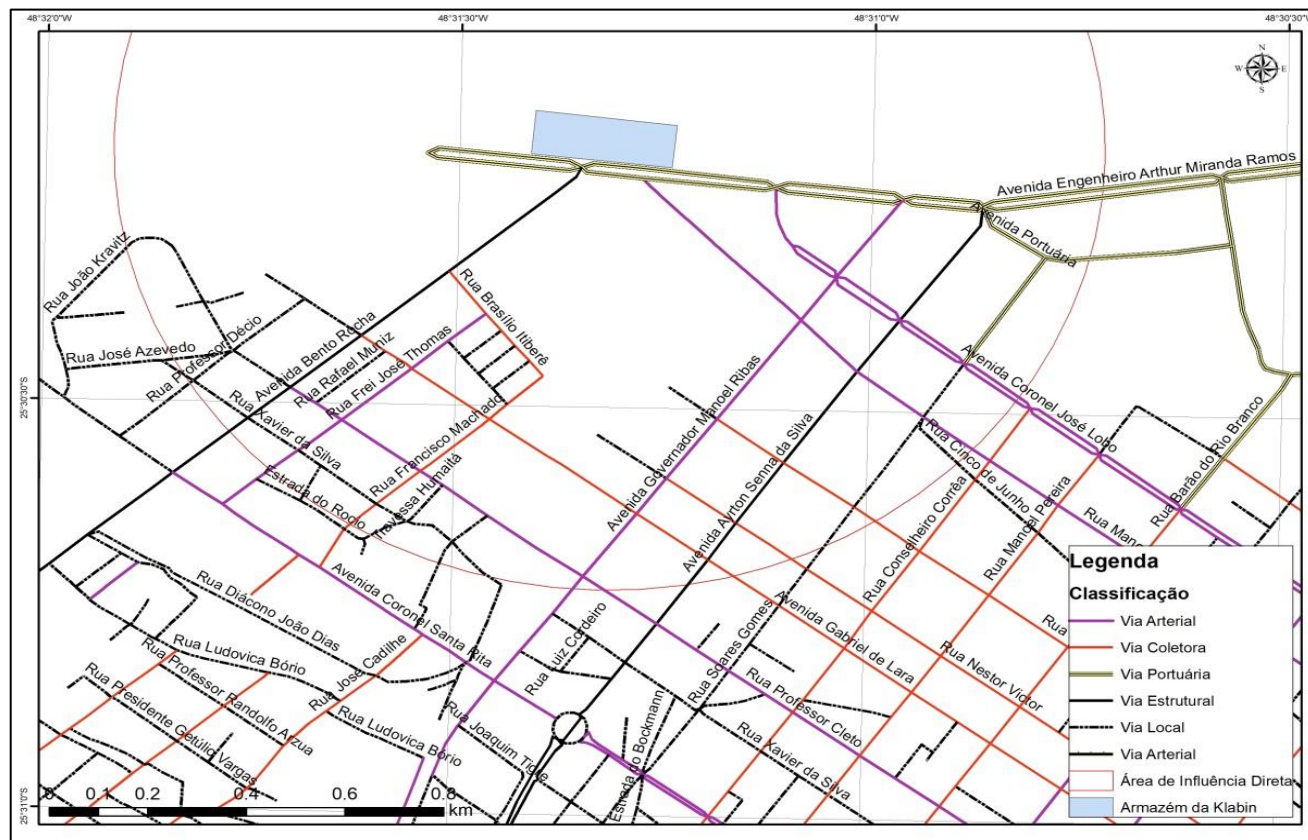 48°32'0"W
48°31'30"W
48°31'0"W
48°30'30"W
N
W
E
S
Avenida Engenheiro Arthur Miranda Ramos
Avenida Portuária
Rua João Kravitz
Rua Brasílio Itiberê
Rua José Azevedo
Rua Professor Décio
Avenida Bento Rocha
Rua Rafael Muniz
Rua Frei José Thomas
Rua Xavier da Silva
Rua Francisco Machado
Avenida Governador Manoel Ribas
Avenida Ayrton Senna da Silva
Avenida Coronel José Lobo
25°30'30"S
Estrada do Rocio
Travessa Humaitá
Rua Cinco de Junho
Rua Conselheiro Corrêa
Rua Manoel Pereira
Rua Barão do Rio Branco
Rua Manc
Rua
Rua Diácono João Dias
Avenida Coronel Santa Rita
Rua Luiz Cordeiro
Rua Soares Gomes
Avenida Gabriel de Lara
Rua Nestor Victor
Rua Ludovica Bório
Rua Professor Randolfo Arzua
Rua José Cadilhe
Rua Presidente Getúlio Vargas
Rua Ludovica Bório
Rua Joaquim Tigre
Estrada do Bockmann
Rua Professor Cleto
Rua Xavier da Silva
25°31'0"S
0 0.1 0.2 0.4 0.6 0.8
km
Legenda
Classificação
Via Arterial
Via Coletora
Via Portuária
Via Estrutural
Via Local
Via Arterial
Área de Influência Direta
Armazém da Klabin